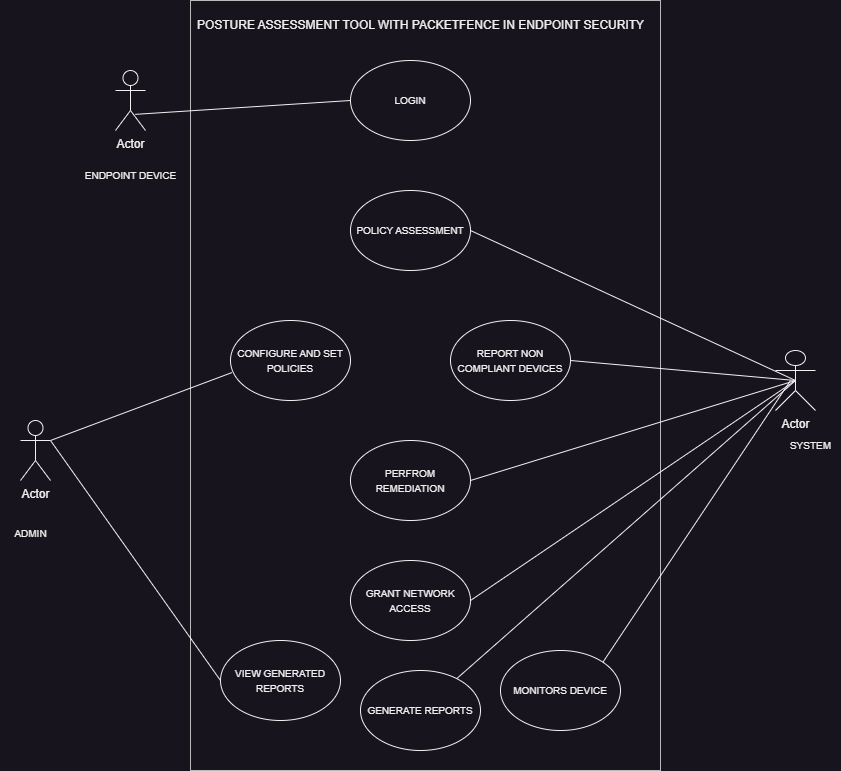 POSTURE ASSESSMENT TOOL WITH PACKETFENCE IN ENDPOINT SECURITY
LOGIN
Actor
ENDPOINT DEVICE
POLICY ASSESSMENT
CONFIGURE AND SET
POLICIES
REPORT NON
COMPLIANT DEVICES
Actor
SYSTEM
Actor
ADMIN
PERFROM
REMEDIATION
GRANT NETWORK
ACCESS
VIEW GENERATED
REPORTS
GENERATE REPORTS
MONITORS DEVICE